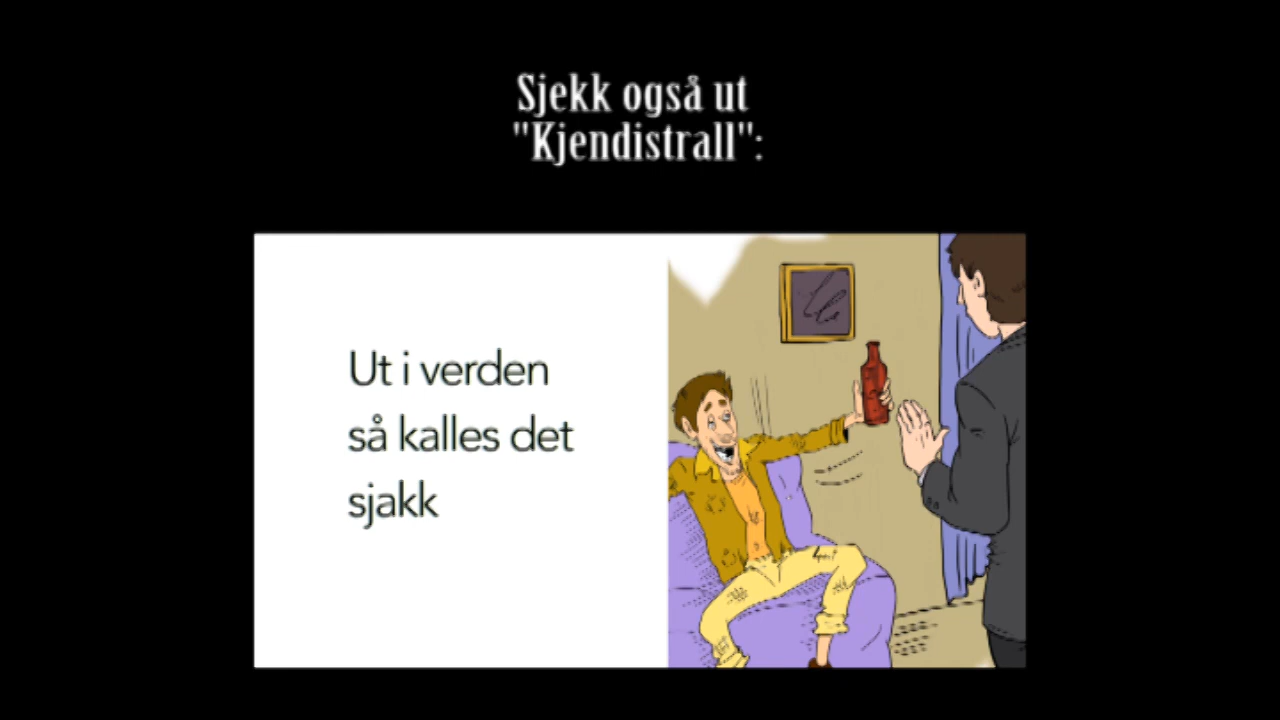 Sjekk også ut
"Kjendistrall":
Ut i verden
så kalles det
sjakk